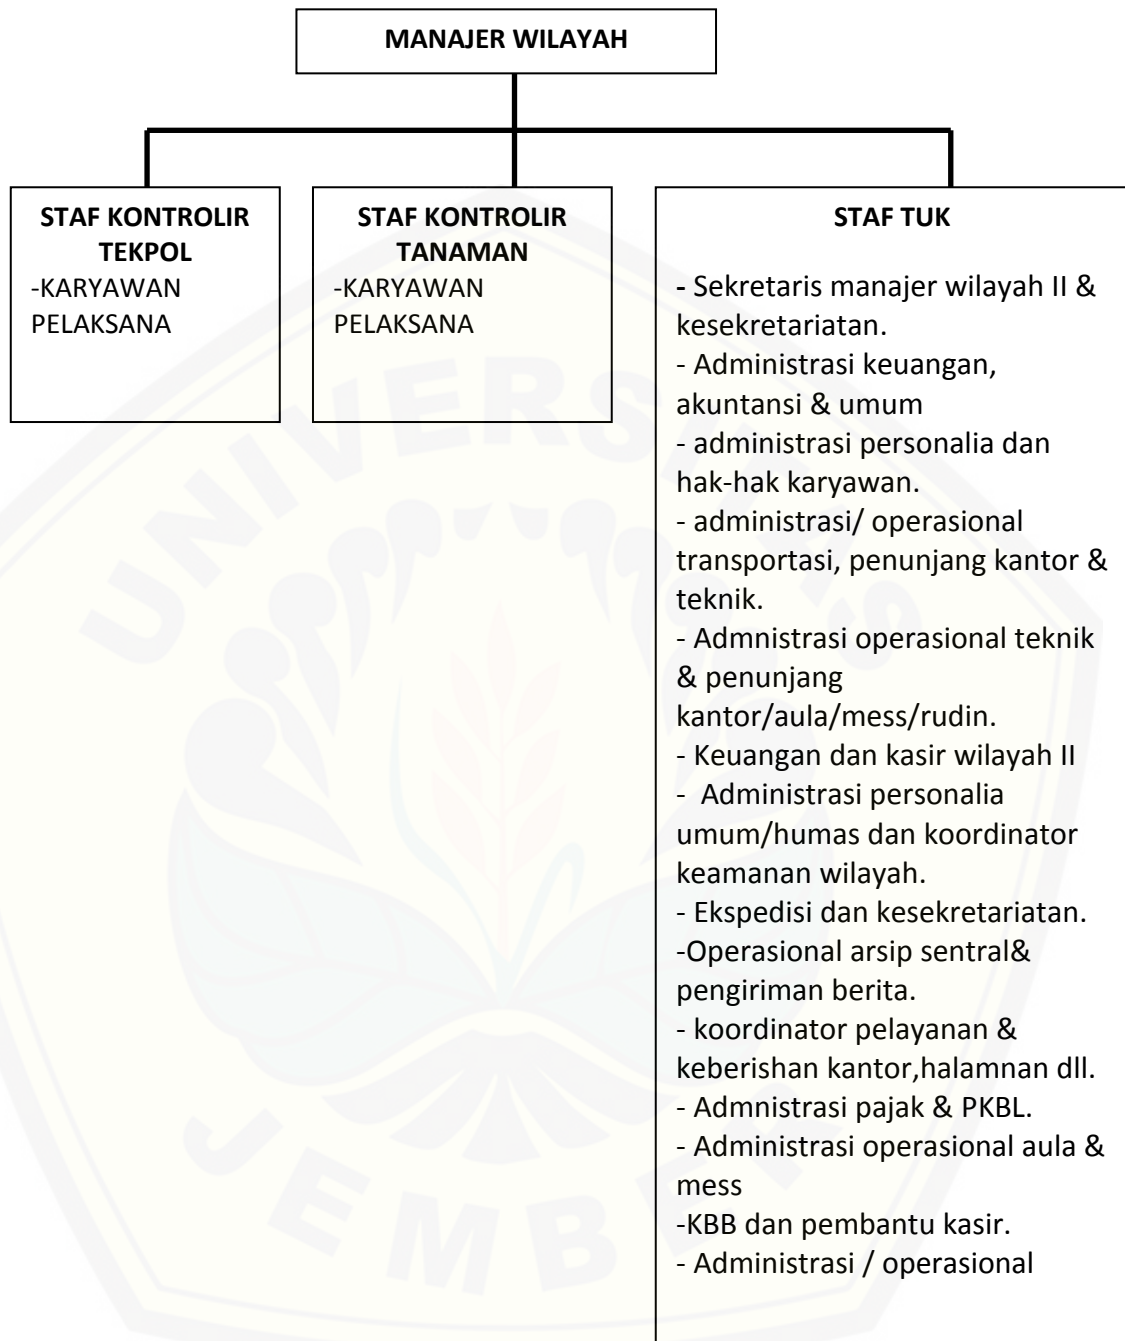 MANAJER WILAYAH
STAF KONTROLIR
TEKPOL
-KARYAWAN
PELAKSANA
STAF KONTROLIR
TANAMAN
-KARYAWAN
PELAKSANA
STAF TUK
- Sekretaris manajer wilayah II &
kesekretariatan.
- Administrasi keuangan,
akuntansi & umum
- administrasi personalia dan
hak-hak karyawan.
- administrasi/ operasional
transportasi, penunjang kantor &
teknik.
- Admnistrasi operasional teknik
& penunjang
kantor/aula/mess/rudin.
- Keuangan dan kasir wilayah II
-  Administrasi personalia
umum/humas dan koordinator
keamanan wilayah.
- Ekspedisi dan kesekretariatan.
-Operasional arsip sentral&
pengiriman berita.
- koordinator pelayanan &
keberishan kantor,halamnan dll.
- Admnistrasi pajak & PKBL.
- Administrasi operasional aula &
mess
-KBB dan pembantu kasir.
- Administrasi / operasional
UNIVERSITAS
JEMBER